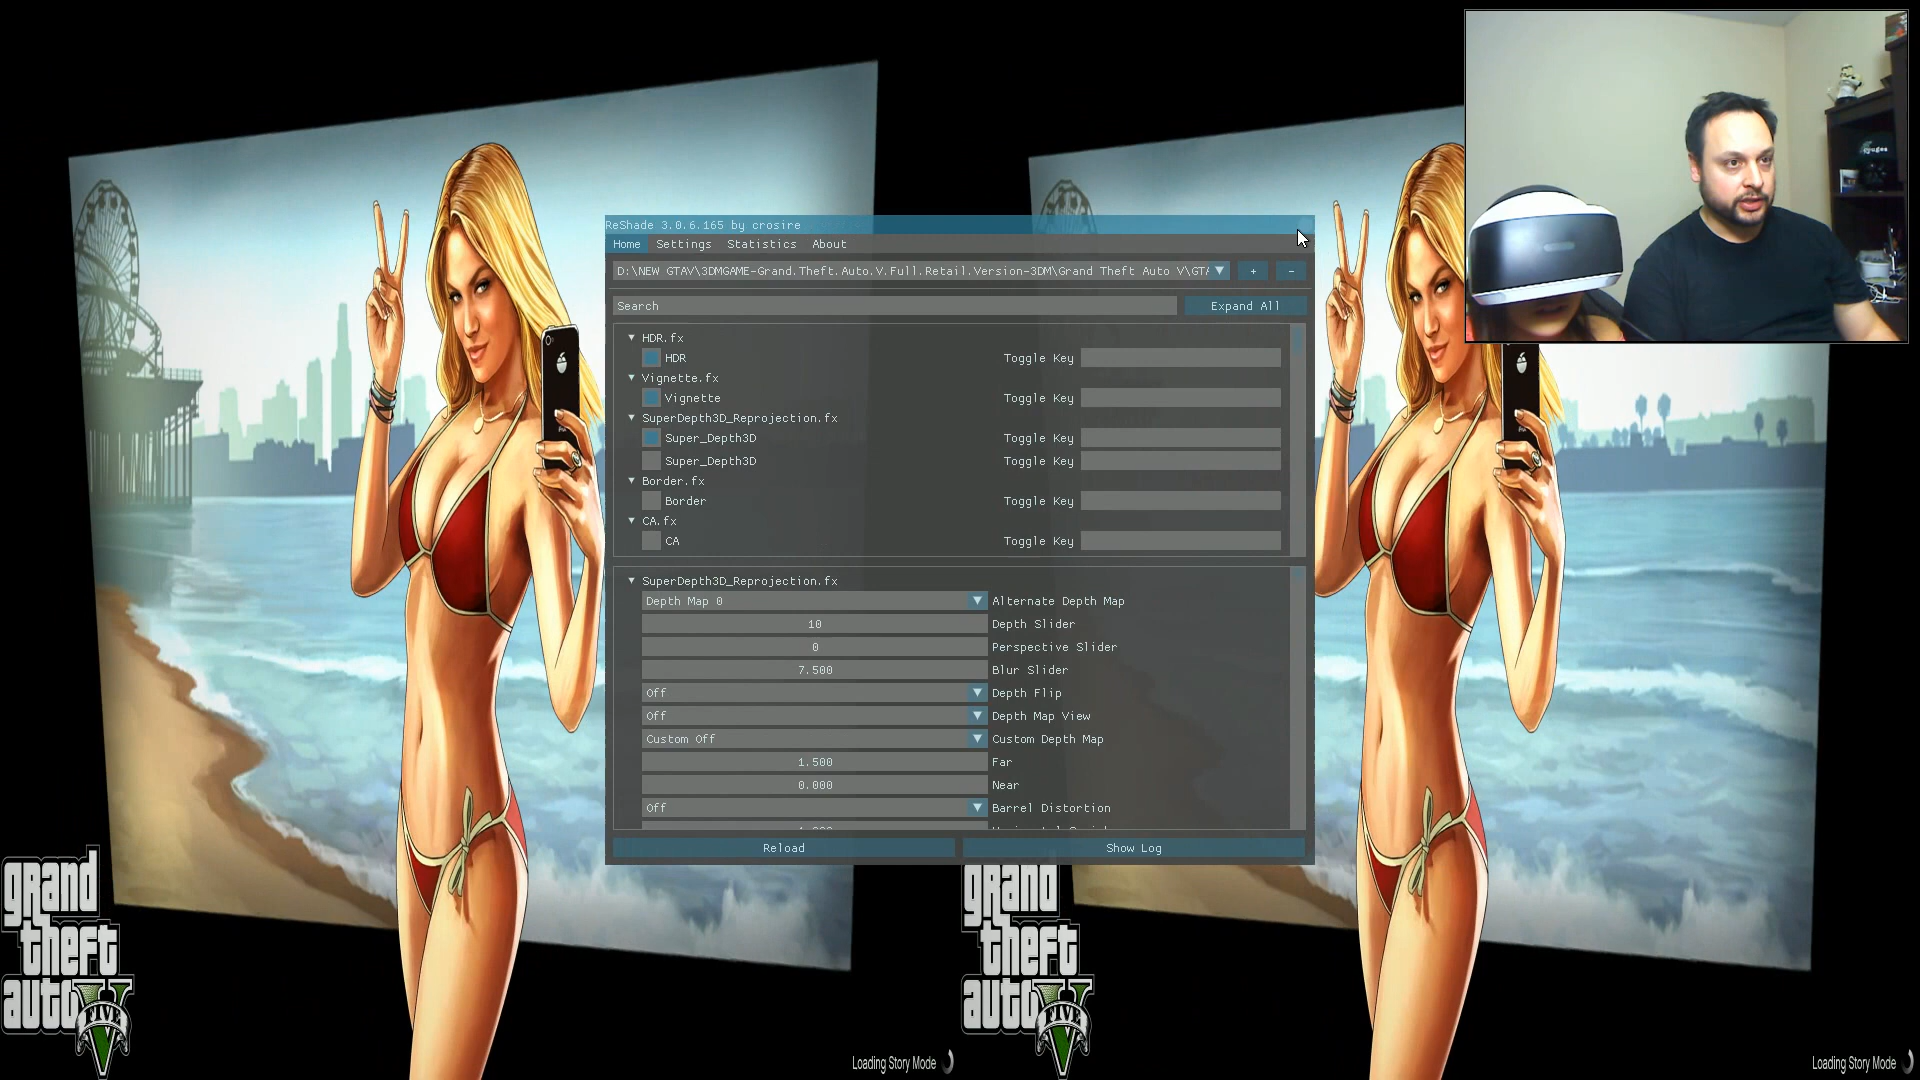 ReShade 3.0.6.165 by crosire
Home Settings Statistics About
D:\NEW GTAV\3DMGAME-Grand.Theft.Auto.V.Full.Retail.Version-3DM\Grand Theft Auto V\GTA
+ -
Search Expand All
HDR.fx
HDR Toggle Key
Vignette.fx
Vignette Toggle Key
SuperDepth3D_Reprojection.fx
Super_Depth3D Toggle Key
Super_Depth3D Toggle Key
Border.fx
Border Toggle Key
CA.fx
CA Toggle Key
SuperDepth3D_Reprojection.fx
Depth Map 0 Alternate Depth Map
10 Depth Slider
0 Perspective Slider
7.500 Blur Slider
Off Depth Flip
Off Depth Map View
Custom Off Custom Depth Map
1.500 Far
0.000 Near
Off Barrel Distortion
Reload Show Log
grand
theft
auto
V
FIVE
grand
theft
auto
V
FIVE
Loading Story Mode
Loading Story Mode